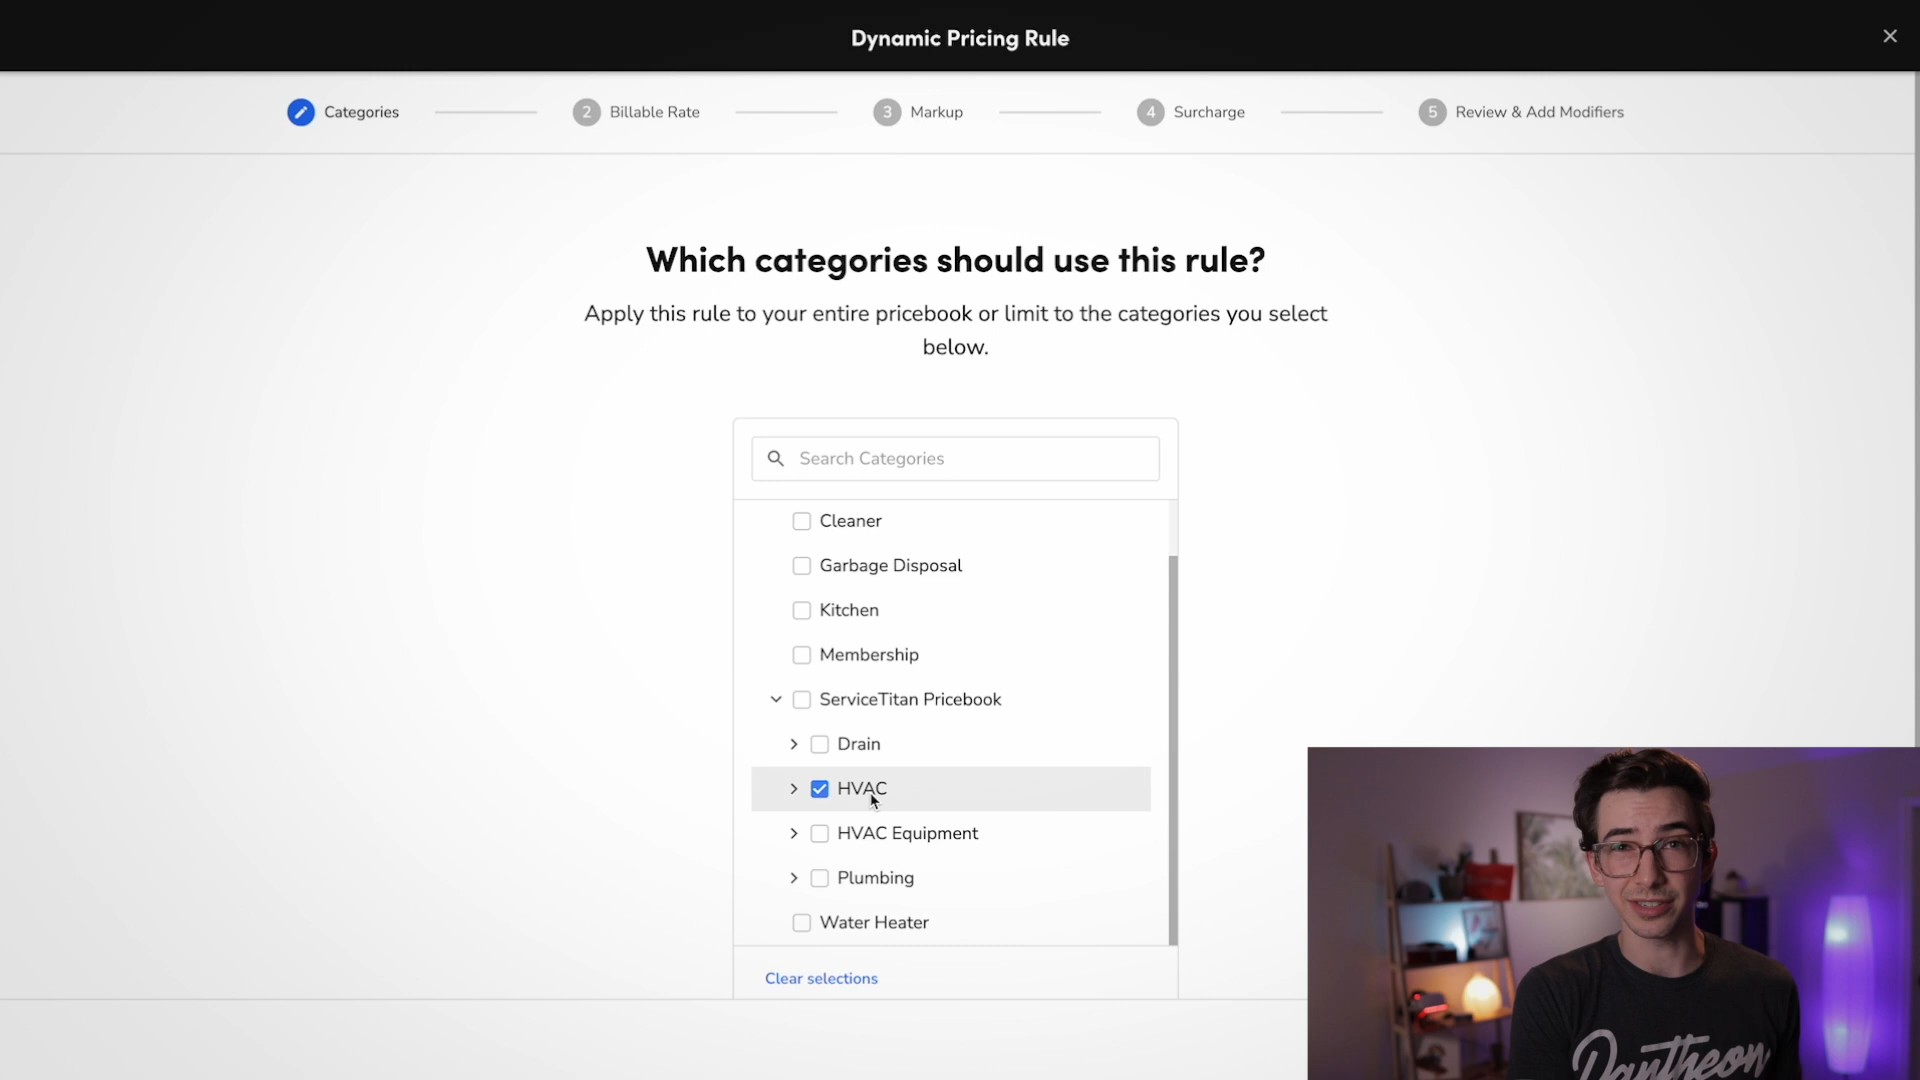 Dynamic Pricing Rule
Categories
2 Billable Rate
3 Markup
4 Surcharge
5 Review & Add Modifiers
Which categories should use this rule?
Apply this rule to your entire pricebook or limit to the categories you select
below.
Search Categories
Cleaner
Garbage Disposal
Kitchen
Membership
ServiceTitan Pricebook
Drain
HVAC
HVAC Equipment
Plumbing
Water Heater
Clear selections
Pantheon